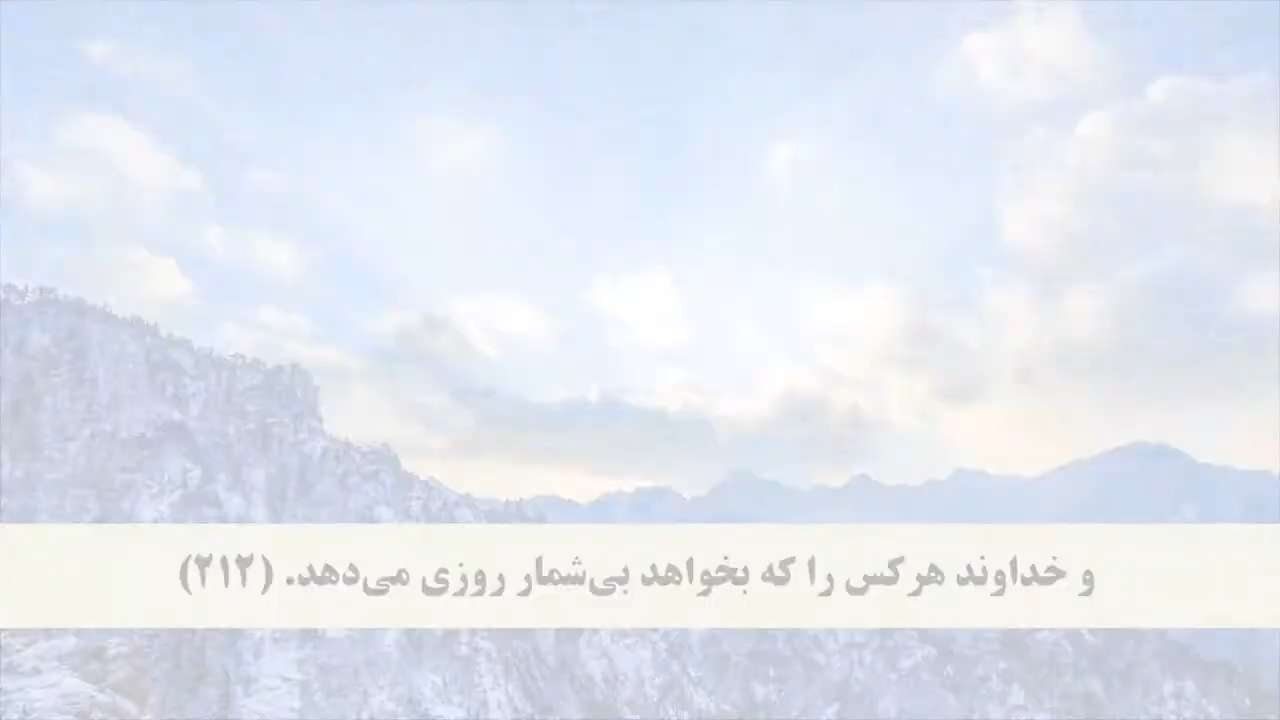 و خداوند هرکس را که بخواهد بی‌شمار روزی می‌دهد. (۲۱۲)